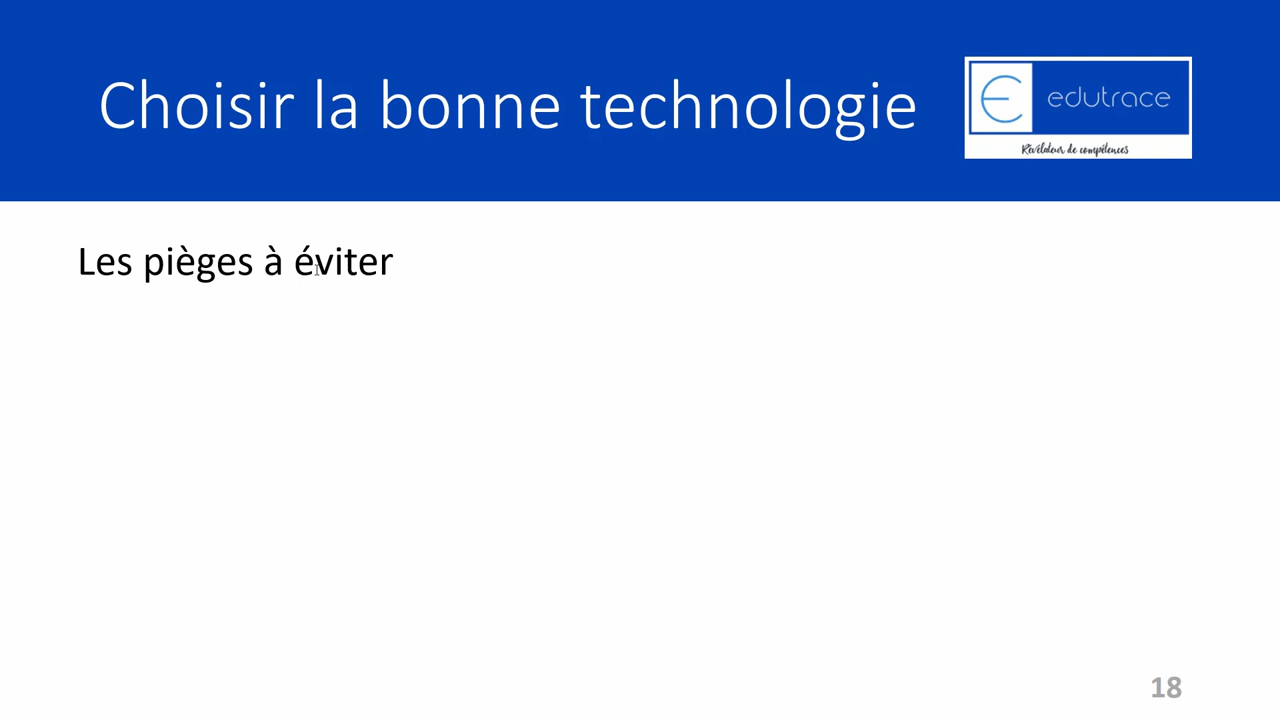 Choisir la bonne technologie
edutrace
Révélateur de compétences
Les pièges à éviter
18